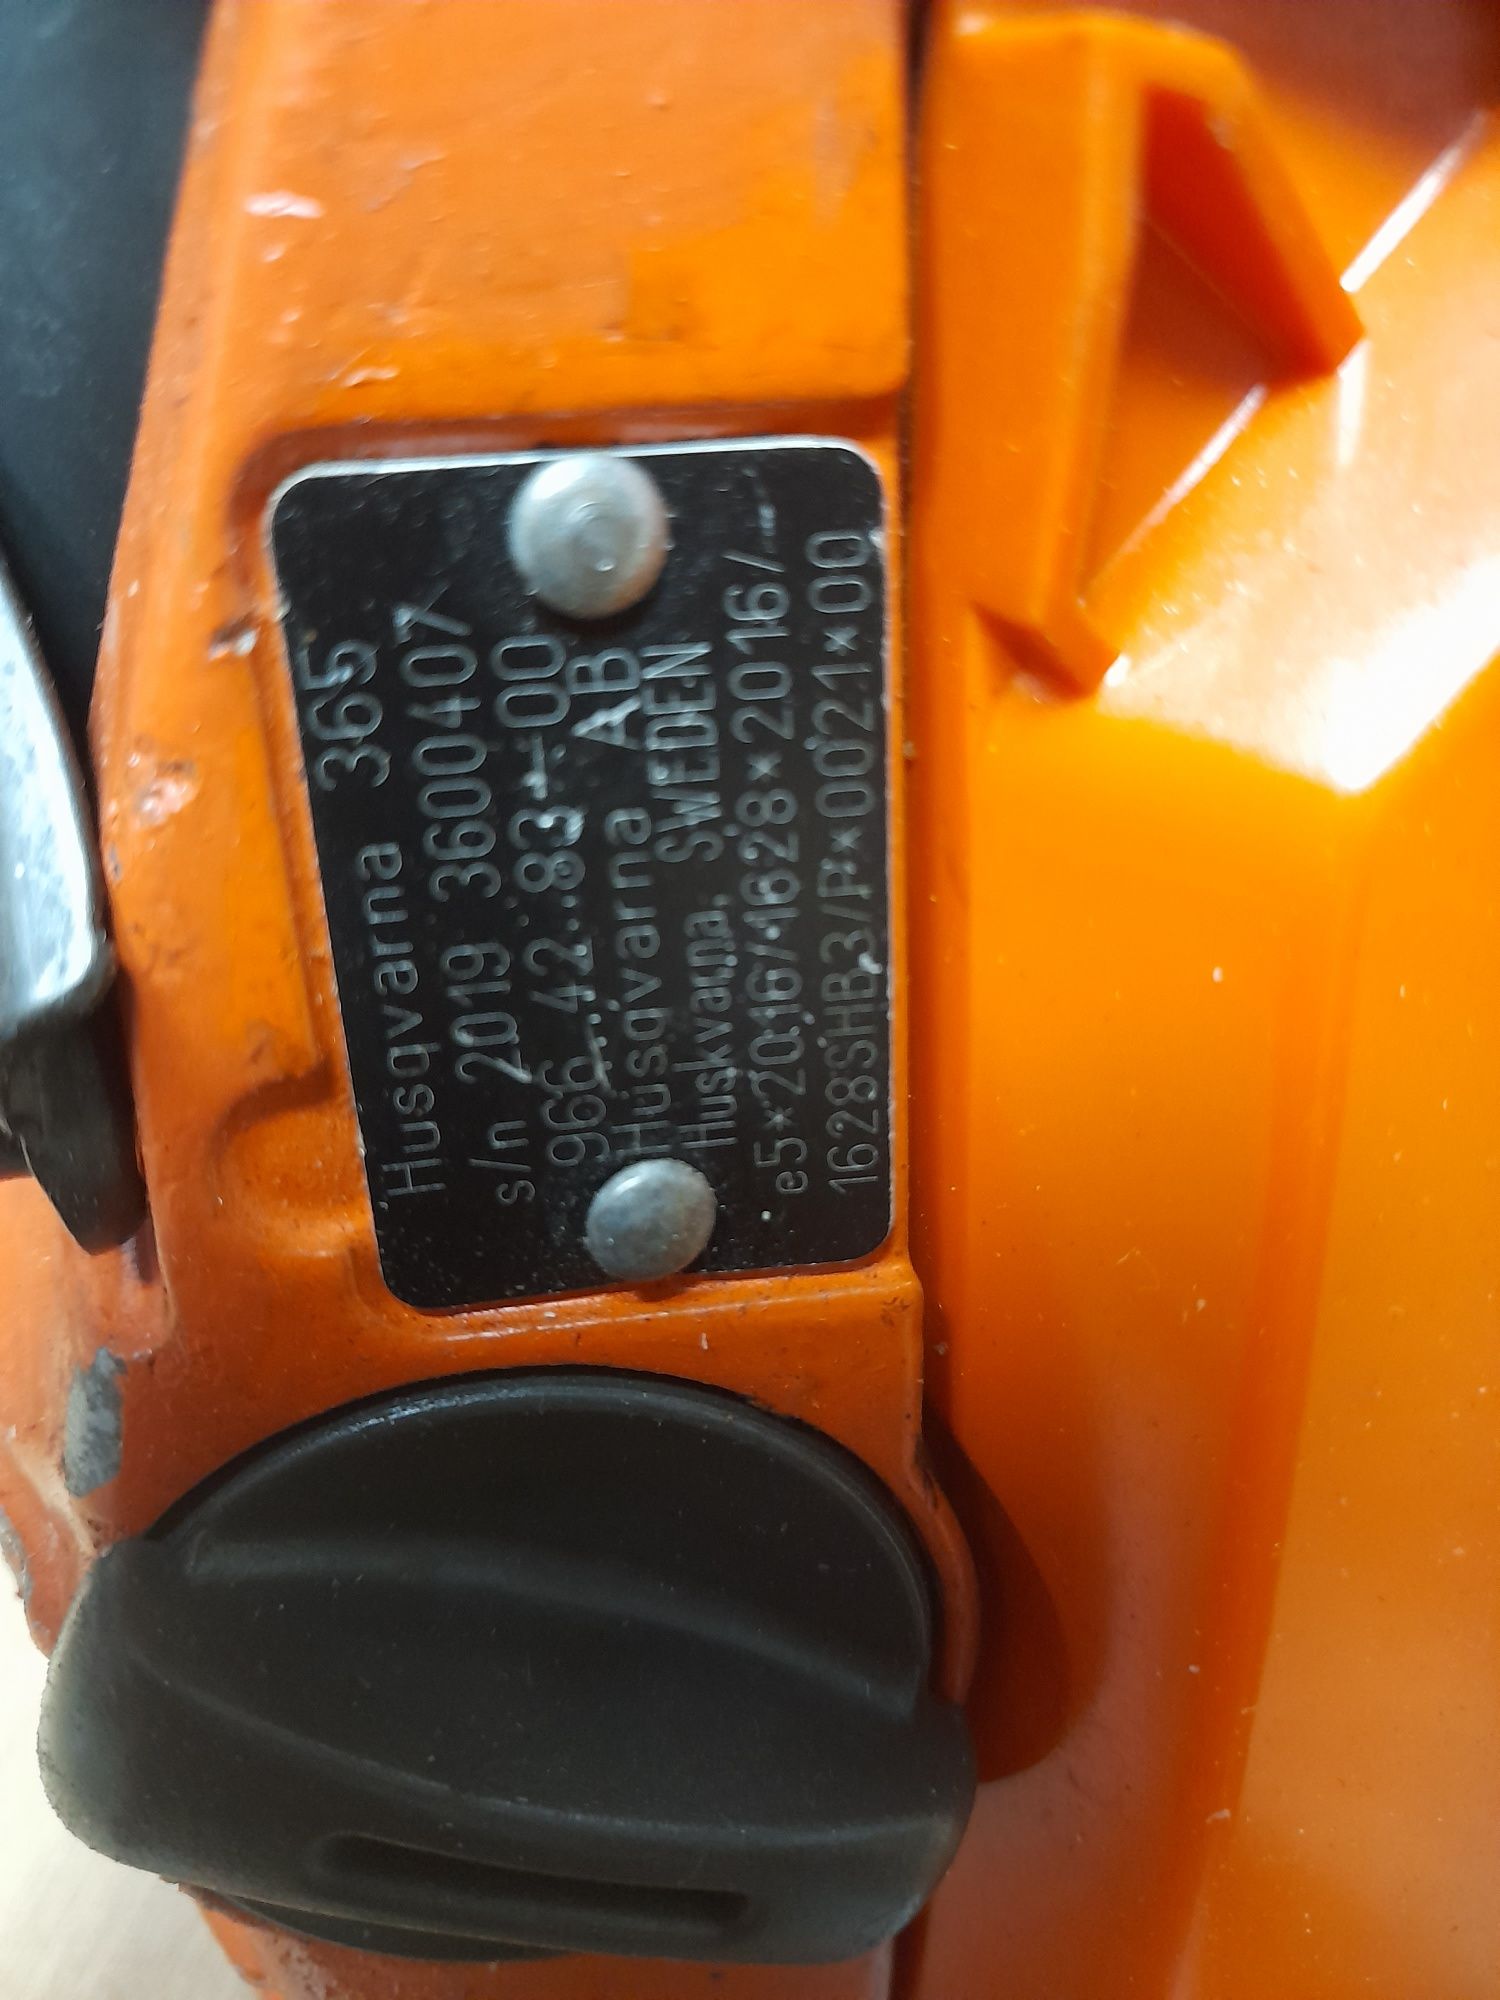 Husqvarna 365
s/n 2019 3600407
966 42..83-00
Husqvarna AB
Huskvarna, SWEDEN
e5*2016/1628*2016/...
1628SHB3/P*0021*00